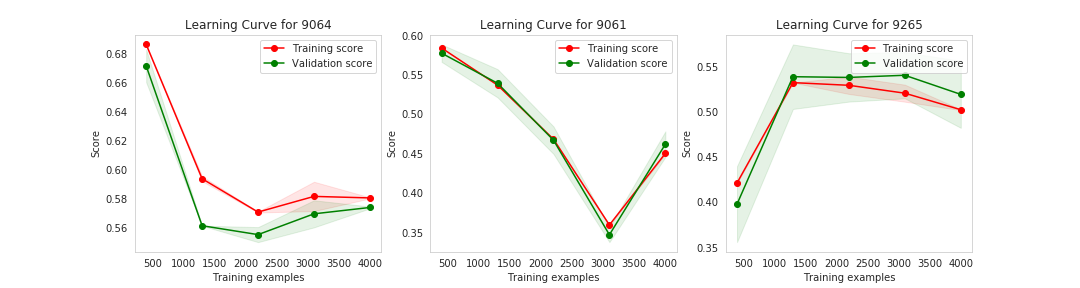 Learning Curve for 9064
Score
0.68
0.66
0.64
0.62
0.60
0.58
0.56
Training score
Validation score
500 1000 1500 2000 2500 3000 3500 4000
Training examples
Learning Curve for 9061
Score
0.60
0.55
0.50
0.45
0.40
0.35
Training score
Validation score
500 1000 1500 2000 2500 3000 3500 4000
Training examples
Learning Curve for 9265
Score
0.55
0.50
0.45
0.40
0.35
Training score
Validation score
500 1000 1500 2000 2500 3000 3500 4000
Training examples